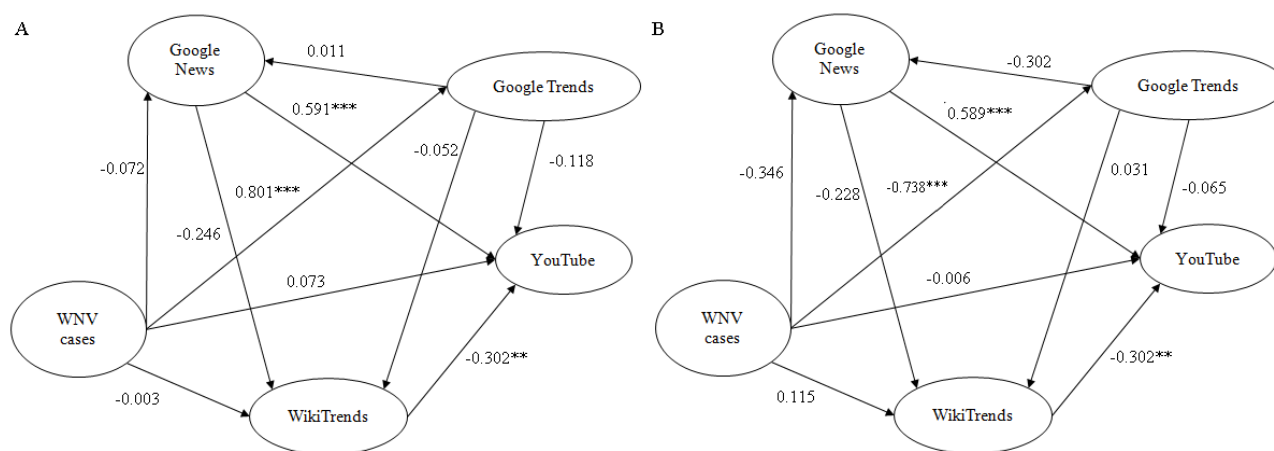 A
Google
News
0.011
Google Trends
0.591***
-0.052
-0.118
-0.072
0.801***
-0.246
YouTube
0.073
WNV
cases
-0.302**
-0.003
WikiTrends
B
Google
News
-0.302
Google Trends
0.589***
-0.346
-0.228
-0.738***
0.031
-0.065
YouTube
-0.006
WNV
cases
-0.302**
0.115
WikiTrends